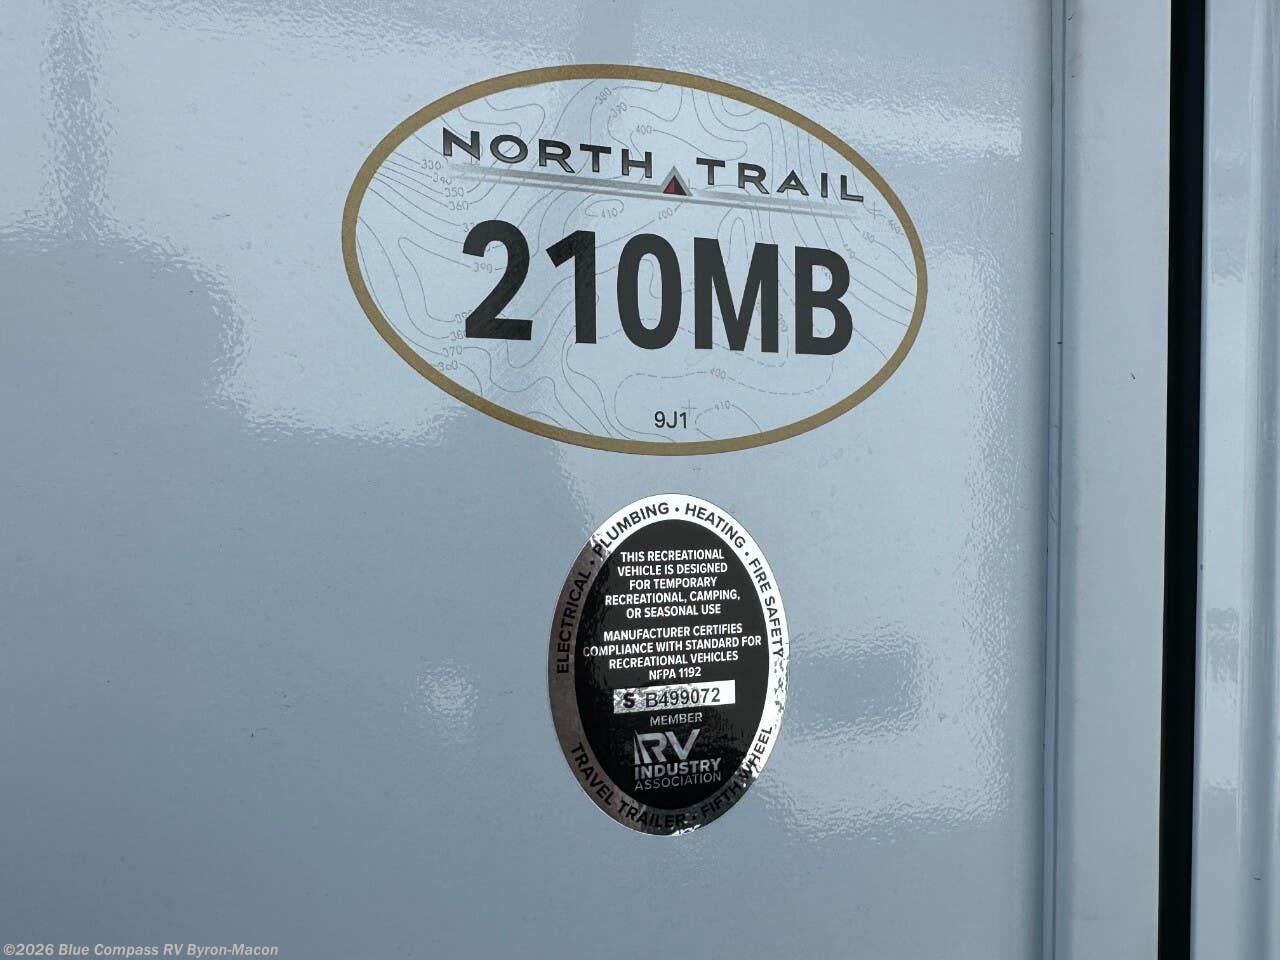 NORTH TRAIL
210MB
9J1
ELECTRICAL • PLUMBING • HEATING • FIRE SAFETY
THIS RECREATIONAL
VEHICLE IS DESIGNED
FOR TEMPORARY
RECREATIONAL, CAMPING,
OR SEASONAL USE
MANUFACTURER CERTIFIES
COMPLIANCE WITH STANDARD FOR
RECREATIONAL VEHICLES
NFPA 1192
S B499072
MEMBER
RV
INDUSTRY
ASSOCIATION
TRAVEL TRAILER • FIFTH WHEEL
©2026 Blue Compass RV Byron-Macon